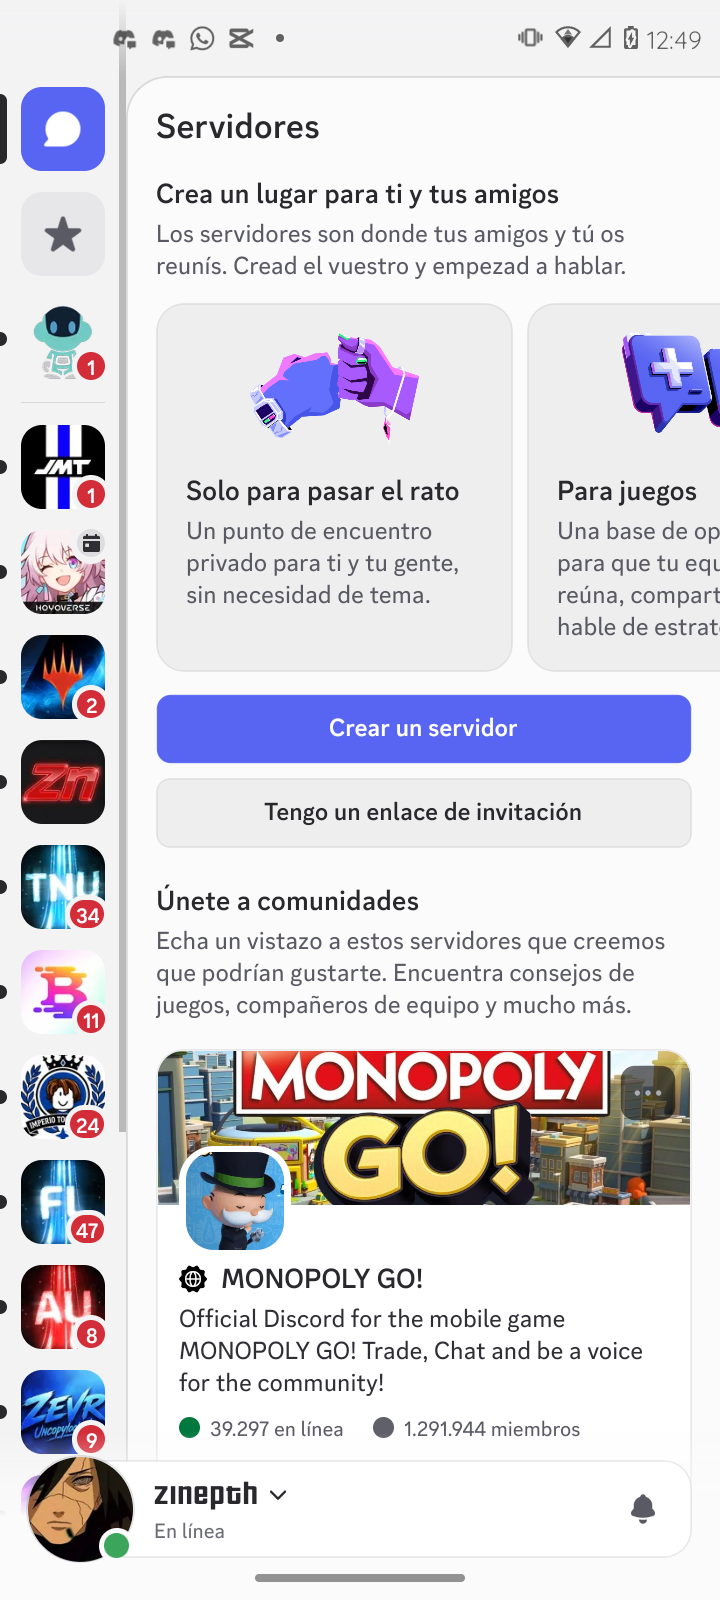 12:49
Servidores
Crea un lugar para ti y tus amigos
Los servidores son donde tus amigos y tú os
reunís. Cread el vuestro y empezad a hablar.
1
JMT
1
HOYOVERSE
2
Zn
TNU
34
B
11
24
FL
47
AU
8
ZEVR
9
Solo para pasar el rato
Un punto de encuentro
privado para ti y tu gente,
sin necesidad de tema.
Para juegos
Una base de op
para que tu equ
reúna, compart
hable de estrat
Crear un servidor
Tengo un enlace de invitación
Únete a comunidades
Echa un vistazo a estos servidores que creemos
que podrían gustarte. Encuentra consejos de
juegos, compañeros de equipo y mucho más.
MONOPOLY
GO!
MONOPOLY GO!
Official Discord for the mobile game
MONOPOLY GO! Trade, Chat and be a voice
for the community!
39.297 en línea
1.291.944 miembros
zinepth
En línea